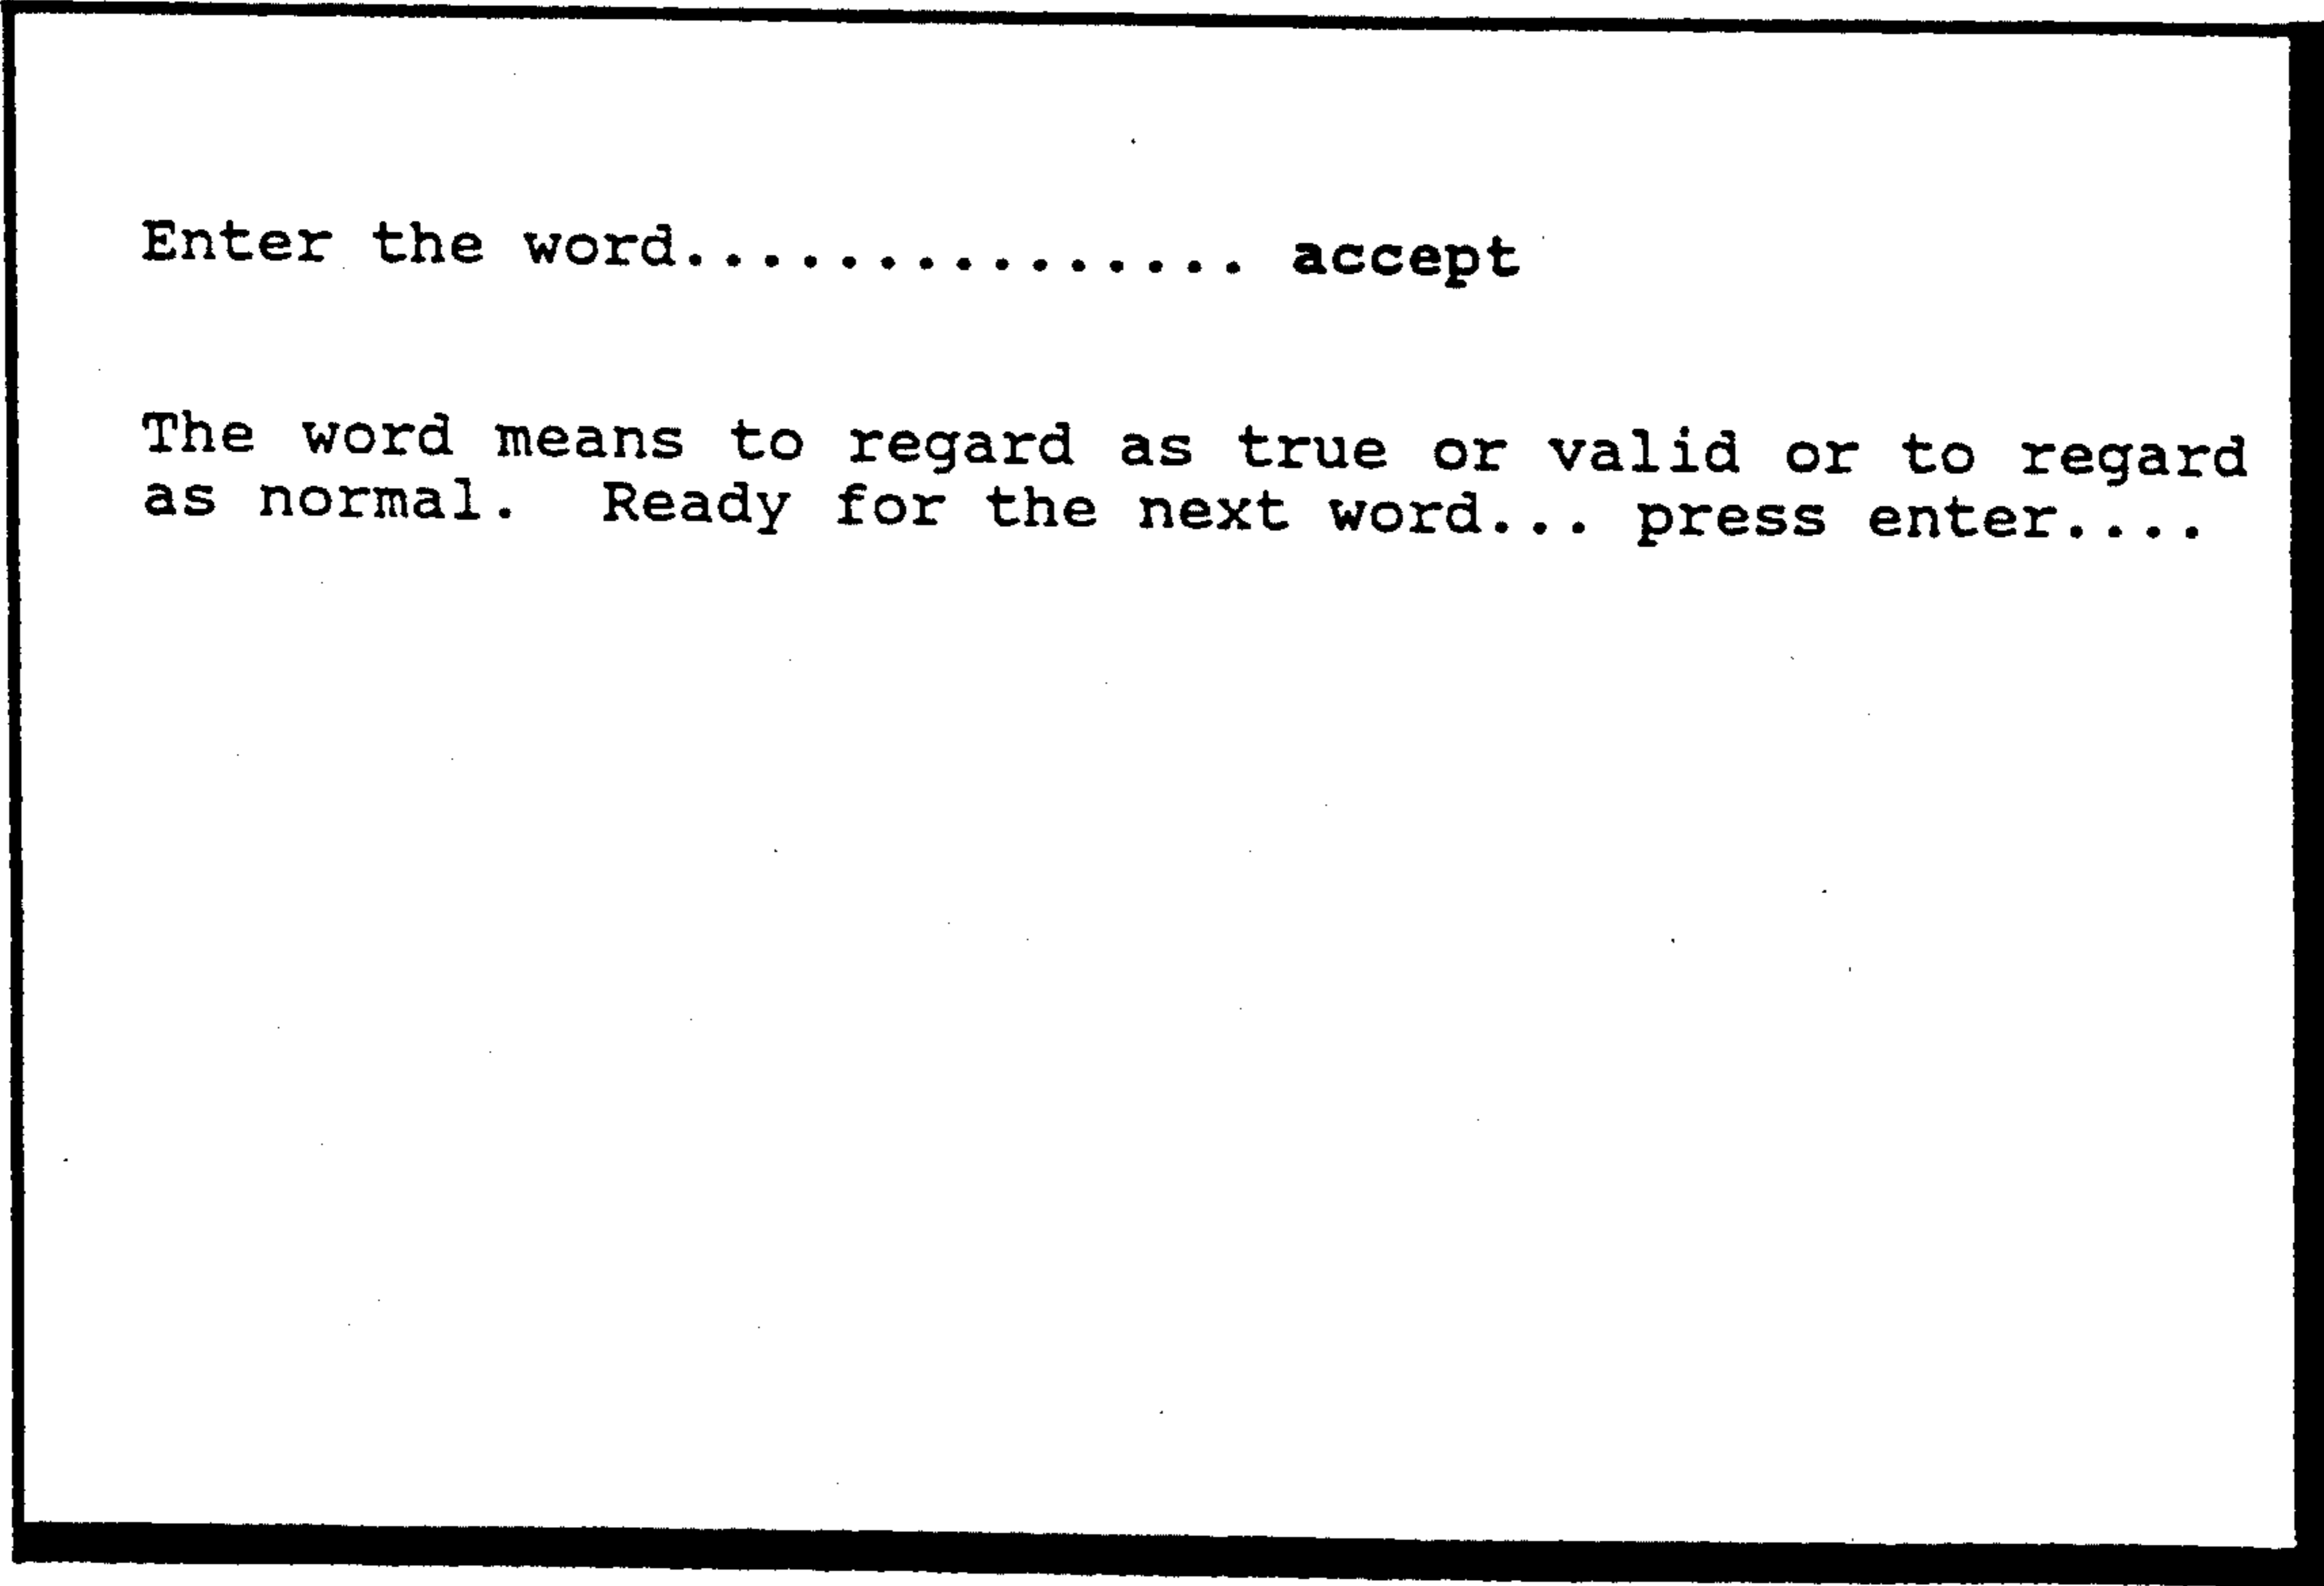 Enter the word............... accept
The word means to regard as true or valid or to regard
as normal.  Ready for the next word... press enter....